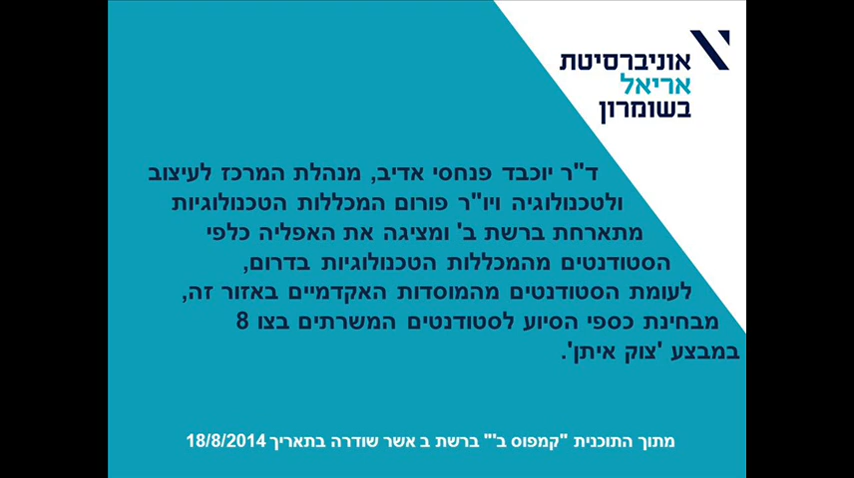 אוניברסיטת
אריאל
בשומרון
ד"ר יוכבד פנחסי אדיב, מנהלת המרכז לעיצוב
ולטכנולוגיה ויו"ר פורום המכללות הטכנולוגיות
מתארחת ברשת ב' ומציגה את האפליה כלפי
הסטודנטים מהמכללות הטכנולוגיות בדרום,
לעומת הסטודנטים מהמוסדות האקדמיים באזור זה,
מבחינת כספי הסיוע לסטודנטים המשרתים בצו 8
במבצע 'צוק איתן'.
מתוך התוכנית "קמפוס ב'" ברשת ב אשר שודרה בתאריך 18/8/2014